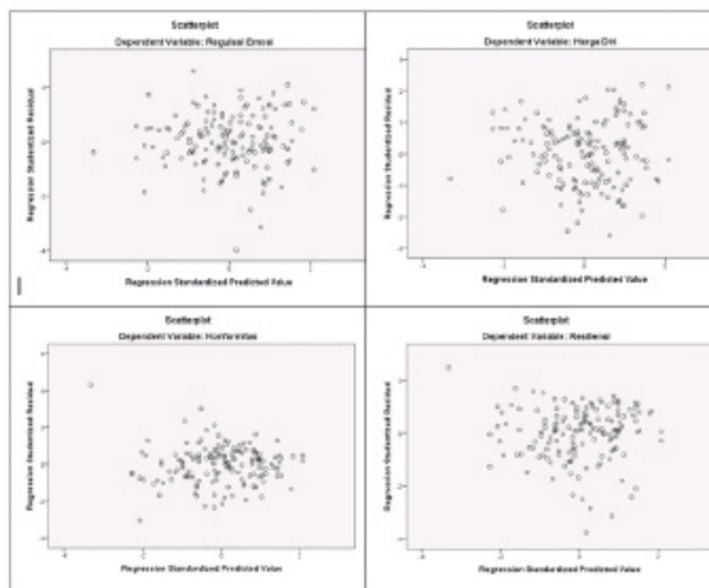 Scatterplot
Dependent Variable: Regulasi Emosi
Regression Studentized Residual
Regression Standardized Predicted Value
Scatterplot
Dependent Variable: Harga Diri
Regression Studentized Residual
Regression Standardized Predicted Value
Scatterplot
Dependent Variable: Konformitas
Regression Studentized Residual
Regression Standardized Predicted Value
Scatterplot
Dependent Variable: Resiliensi
Regression Studentized Residual
Regression Standardized Predicted Value